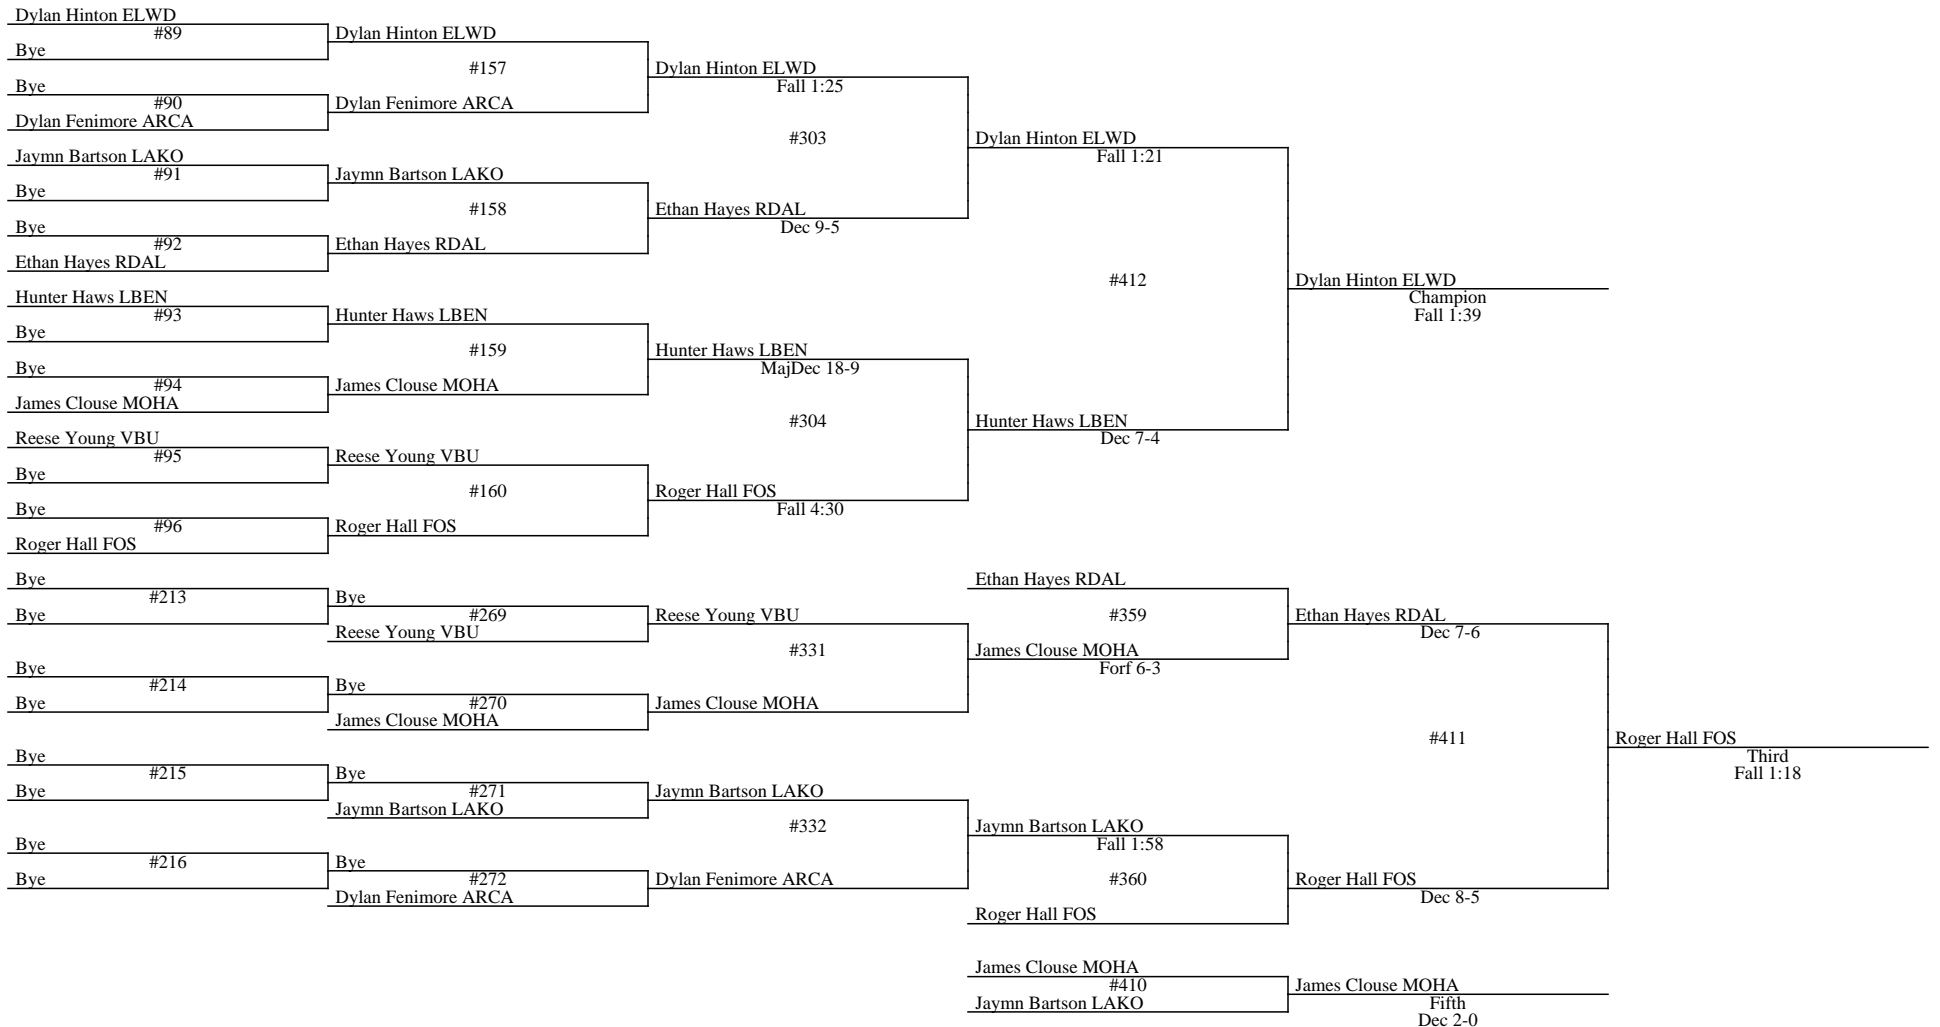 Dylan Hinton ELWD
#89
Bye
Bye
#90
Dylan Fenimore ARCA
Jaymn Bartson LAKO
#91
Bye
Bye
#92
Ethan Hayes RDAL
Hunter Haws LBEN
#93
Bye
Bye
#94
James Clouse MOHA
Reese Young VBU
#95
Bye
Bye
#96
Roger Hall FOS
Dylan Hinton ELWD
#157
Dylan Fenimore ARCA
Jaymn Bartson LAKO
#158
Ethan Hayes RDAL
Hunter Haws LBEN
#159
James Clouse MOHA
Reese Young VBU
#160
Roger Hall FOS
Dylan Hinton ELWD
Fall 1:25
#303
Ethan Hayes RDAL
Dec 9-5
Hunter Haws LBEN
MajDec 18-9
#304
Roger Hall FOS
Fall 4:30
Dylan Hinton ELWD
Fall 1:21
#412
Hunter Haws LBEN
Dec 7-4
Dylan Hinton ELWD
Champion
Fall 1:39
Bye
#213
Bye
Bye
#214
Bye
Bye
#215
Bye
Bye
#216
Bye
Bye
#269
Reese Young VBU
Bye
#270
James Clouse MOHA
Bye
#271
Jaymn Bartson LAKO
Bye
#272
Dylan Fenimore ARCA
Reese Young VBU
#331
James Clouse MOHA
Jaymn Bartson LAKO
#332
Dylan Fenimore ARCA
Ethan Hayes RDAL
#359
James Clouse MOHA
Forf 6-3
Jaymn Bartson LAKO
Fall 1:58
#360
Roger Hall FOS
Ethan Hayes RDAL
Dec 7-6
#411
Roger Hall FOS
Dec 8-5
Roger Hall FOS
Third
Fall 1:18
James Clouse MOHA
#410
Jaymn Bartson LAKO
James Clouse MOHA
Fifth
Dec 2-0